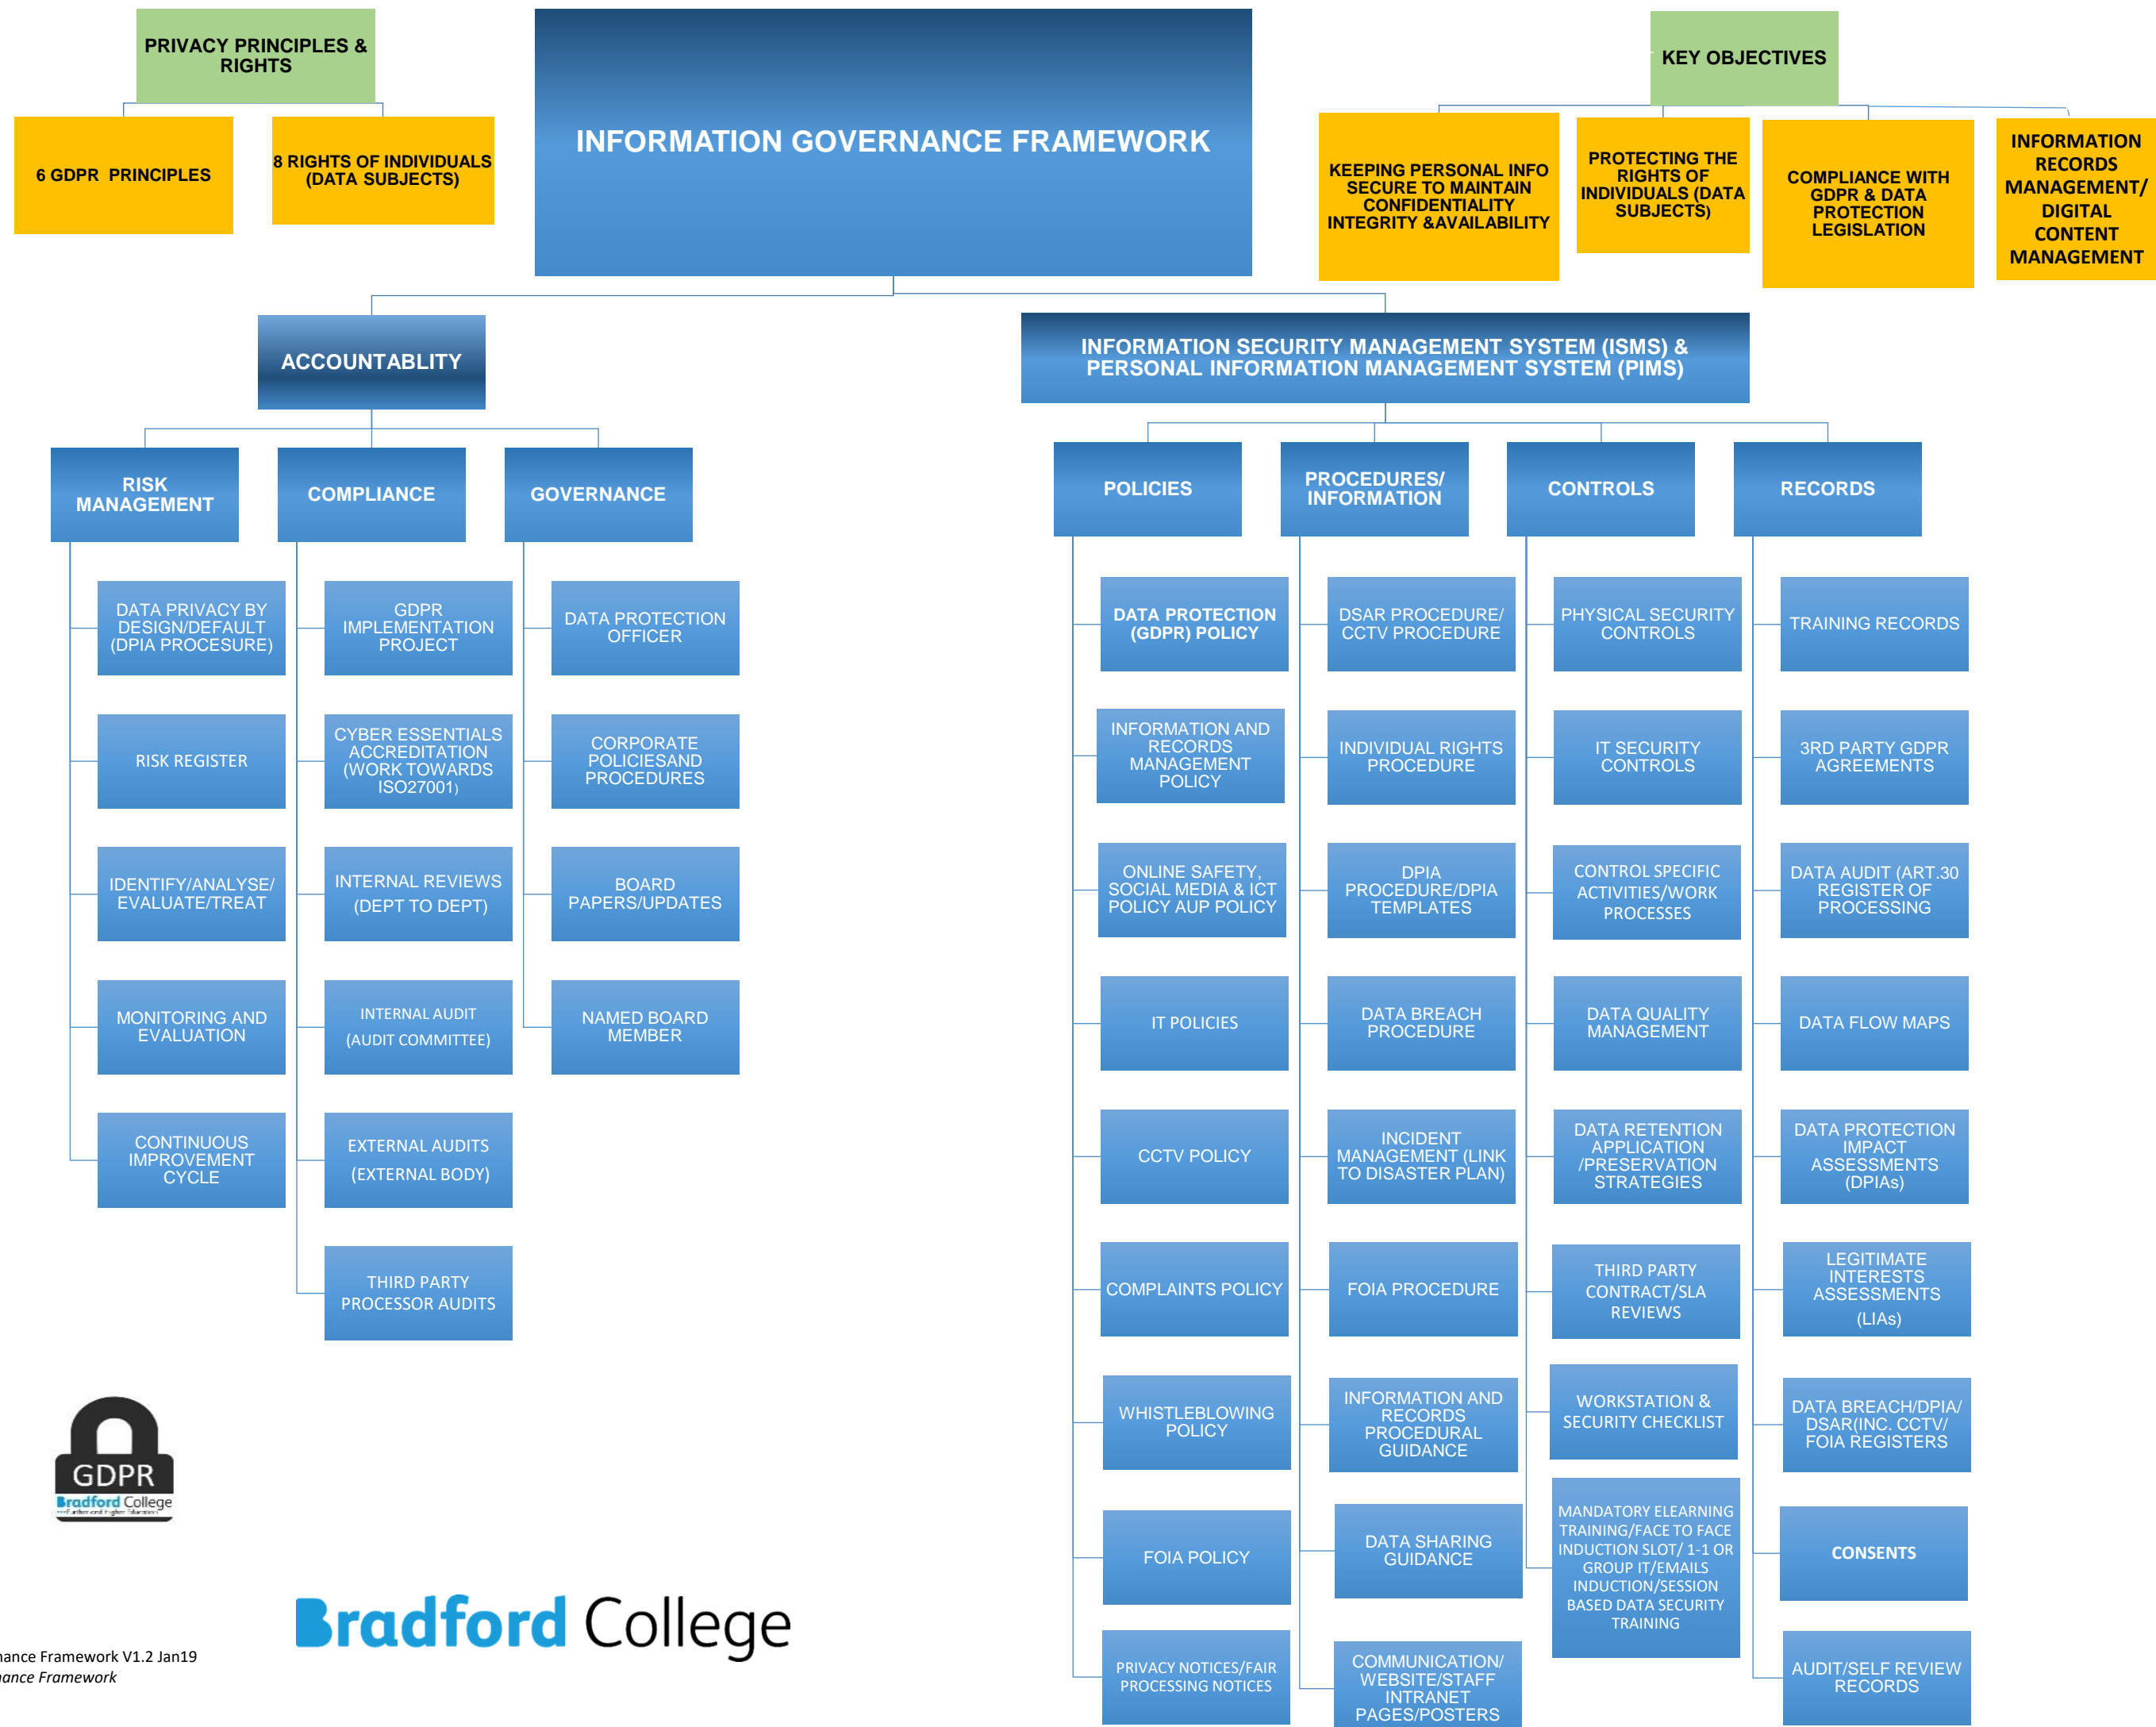 PRIVACY PRINCIPLES &
RIGHTS
6 GDPR PRINCIPLES
8 RIGHTS OF INDIVIDUALS
(DATA SUBJECTS)
INFORMATION GOVERNANCE FRAMEWORK
KEY OBJECTIVES
KEEPING PERSONAL INFO
SECURE TO MAINTAIN
CONFIDENTIALITY
INTEGRITY &AVAILABILITY
PROTECTING THE
RIGHTS OF
INDIVIDUALS (DATA
SUBJECTS)
COMPLIANCE WITH
GDPR & DATA
PROTECTION
LEGISLATION
INFORMATION
RECORDS
MANAGEMENT/
DIGITAL
CONTENT
MANAGEMENT
ACCOUNTABLITY
RISK
MANAGEMENT
DATA PRIVACY BY
DESIGN/DEFAULT
(DPIA PROCESURE)
RISK REGISTER
IDENTIFY/ANALYSE/
EVALUATE/TREAT
MONITORING AND
EVALUATION
CONTINUOUS
IMPROVEMENT
CYCLE
COMPLIANCE
GDPR
IMPLEMENTATION
PROJECT
CYBER ESSENTIALS
ACCREDITATION
(WORK TOWARDS
ISO27001)
INTERNAL REVIEWS
(DEPT TO DEPT)
INTERNAL AUDIT
(AUDIT COMMITTEE)
EXTERNAL AUDITS
(EXTERNAL BODY)
THIRD PARTY
PROCESSOR AUDITS
GOVERNANCE
DATA PROTECTION
OFFICER
CORPORATE
POLICIESAND
PROCEDURES
BOARD
PAPERS/UPDATES
NAMED BOARD
MEMBER
INFORMATION SECURITY MANAGEMENT SYSTEM (ISMS) &
PERSONAL INFORMATION MANAGEMENT SYSTEM (PIMS)
POLICIES
DATA PROTECTION
(GDPR) POLICY
INFORMATION AND
RECORDS
MANAGEMENT
POLICY
ONLINE SAFETY,
SOCIAL MEDIA & ICT
POLICY AUP POLICY
IT POLICIES
CCTV POLICY
COMPLAINTS POLICY
WHISTLEBLOWING
POLICY
FOIA POLICY
PRIVACY NOTICES/FAIR
PROCESSING NOTICES
PROCEDURES/
INFORMATION
DSAR PROCEDURE/
CCTV PROCEDURE
INDIVIDUAL RIGHTS
PROCEDURE
DPIA
PROCEDURE/DPIA
TEMPLATES
DATA BREACH
PROCEDURE
INCIDENT
MANAGEMENT (LINK
TO DISASTER PLAN)
FOIA PROCEDURE
INFORMATION AND
RECORDS
PROCEDURAL
GUIDANCE
DATA SHARING
GUIDANCE
COMMUNICATION/
WEBSITE/STAFF
INTRANET
PAGES/POSTERS
CONTROLS
PHYSICAL SECURITY
CONTROLS
IT SECURITY
CONTROLS
CONTROL SPECIFIC
ACTIVITIES/WORK
PROCESSES
DATA QUALITY
MANAGEMENT
DATA RETENTION
APPLICATION
/PRESERVATION
STRATEGIES
THIRD PARTY
CONTRACT/SLA
REVIEWS
WORKSTATION &
SECURITY CHECKLIST
MANDATORY ELEARNING
TRAINING/FACE TO FACE
INDUCTION SLOT/ 1-1 OR
GROUP IT/EMAILS
INDUCTION/SESSION
BASED DATA SECURITY
TRAINING
RECORDS
TRAINING RECORDS
3RD PARTY GDPR
AGREEMENTS
DATA AUDIT (ART.30
REGISTER OF
PROCESSING
DATA FLOW MAPS
DATA PROTECTION
IMPACT
ASSESSMENTS
(DPIAs)
LEGITIMATE
INTERESTS
ASSESSMENTS
(LIAs)
DATA BREACH/DPIA/
DSAR(INC. CCTV/
FOIA REGISTERS
CONSENTS
AUDIT/SELF REVIEW
RECORDS
GDPR
Bradford College
Further and Higher Education
Bradford College
nance Framework V1.2 Jan19
nance Framework